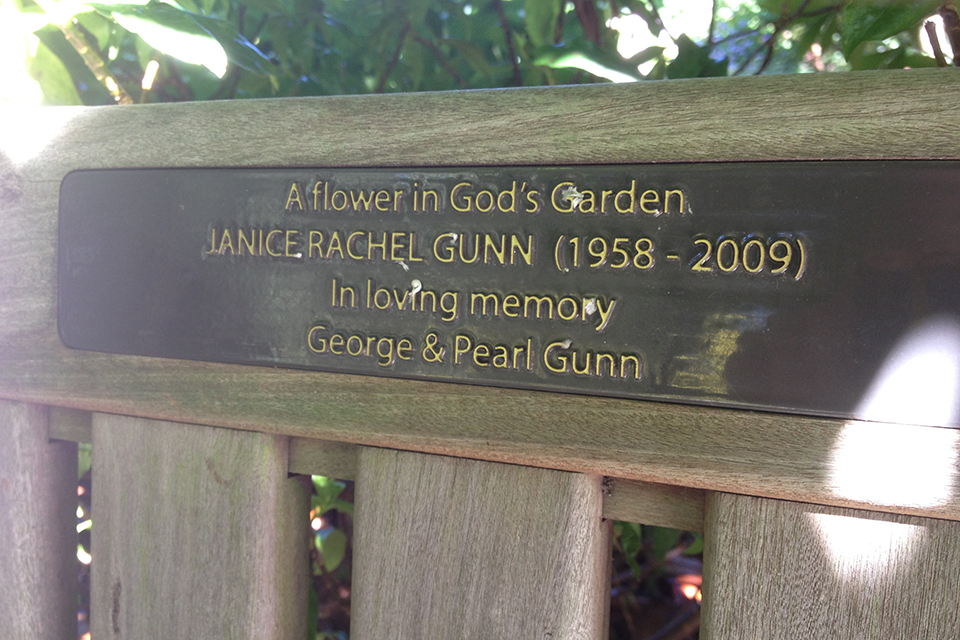 A flower in God's Garden
JANICE RACHEL GUNN (1958 - 2009)
In loving memory
George & Pearl Gunn